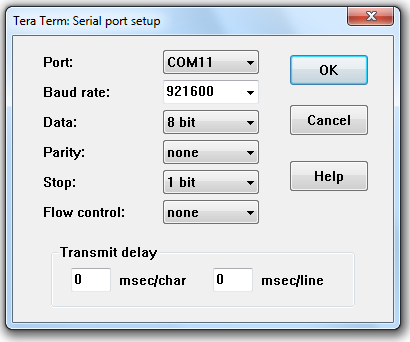 Tera Term: Serial port setup
Port: COM11 OK
Baud rate: 921600
Data: 8 bit Cancel
Parity: none
Stop: 1 bit Help
Flow control: none
Transmit delay
0 msec/char 0 msec/line